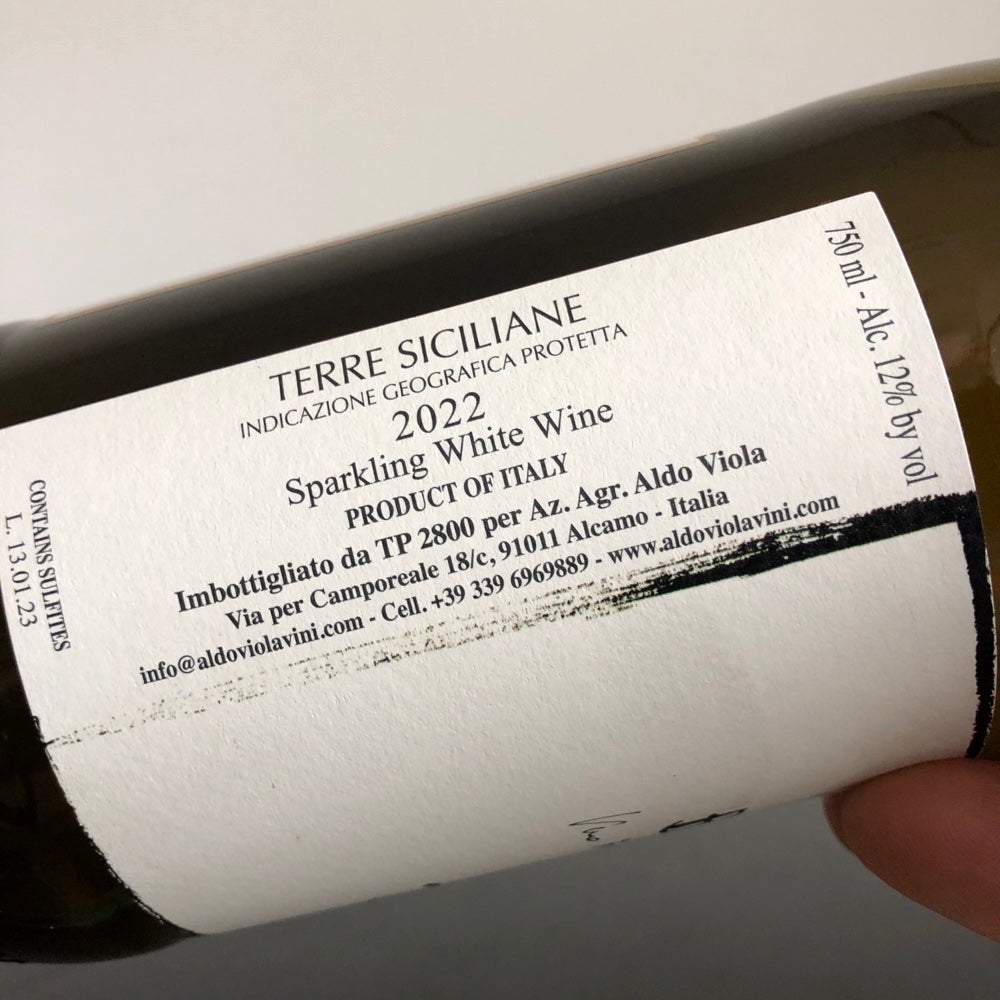 TERRE SICILIANE
INDICAZIONE GEOGRAFICA PROTETTA
2022
Sparkling White Wine
PRODUCT OF ITALY
Imbottigliato da TP 2800 per Az. Agr. Aldo Viola
Via per Camporeale 18/c, 91011 Alcamo - Italia
info@aldoviolavini.com - Cell. +39 339 6969889 - www.aldoviolavini.com
750 ml - Alc. 12% by vol
CONTAINS SULFITES
L. 13.01.23